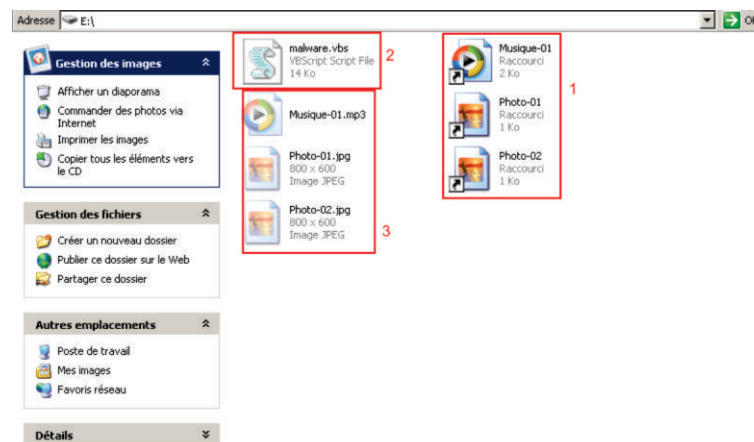 Adresse E:\ OK
Gestion des images
Afficher un diaporama
Commander des photos via
Internet
Imprimer les images
Copier tous les éléments vers
le CD
Gestion des fichiers
Créer un nouveau dossier
Publier ce dossier sur le Web
Partager ce dossier
Autres emplacements
Poste de travail
Mes images
Favoris réseau
Détails
malware.vbs
VBScript Script File
14 Ko
2
Musique-01.mp3
Photo-01.jpg
800 x 600
Image JPEG
Photo-02.jpg
800 x 600
Image JPEG
3
Musique-01
Raccourci
2 Ko
Photo-01
Raccourci
1 Ko
Photo-02
Raccourci
1 Ko
1